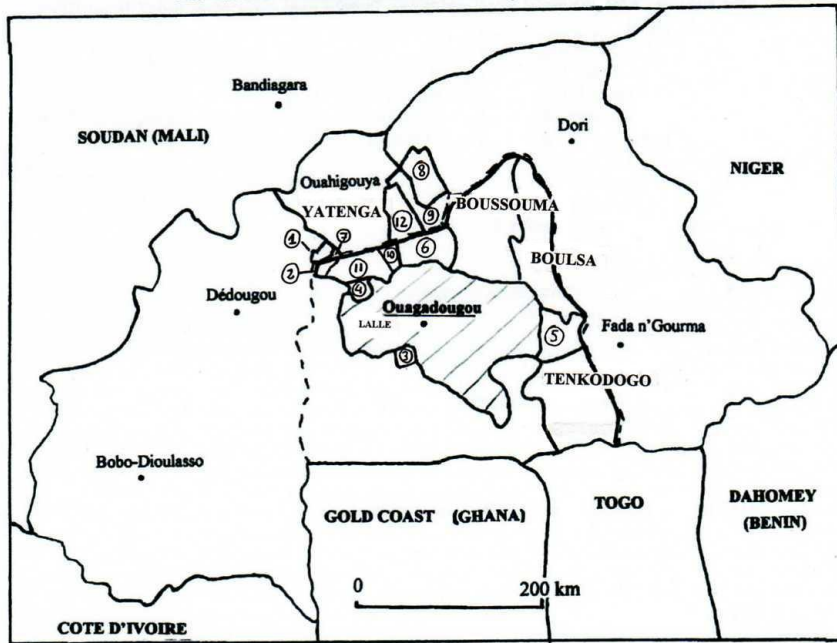 Bandiagara
SOUDAN (MALI)
Dori
NIGER
Ouahigouya
YATENGA
⑧
⑫
⑨
BOUSSOUMA
①
⑦
②
⑪
⑩
⑥
BOULSA
④
Dédougou
Ouagadougou
LALLE
③
⑤
Fada n'Gourma
TENKODOGO
Bobo-Dioulasso
GOLD COAST (GHANA)
TOGO
DAHOMEY
(BENIN)
0 200 km
COTE D'IVOIRE